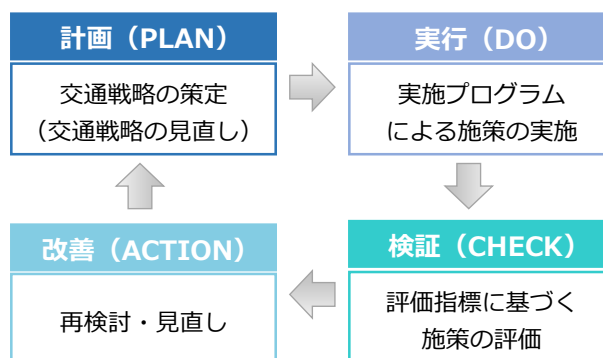 計画（PLAN）
交通戦略の策定
（交通戦略の見直し）
実行（DO）
実施プログラム
による施策の実施
検証（CHECK）
評価指標に基づく
施策の評価
改善（ACTION）
再検討・見直し